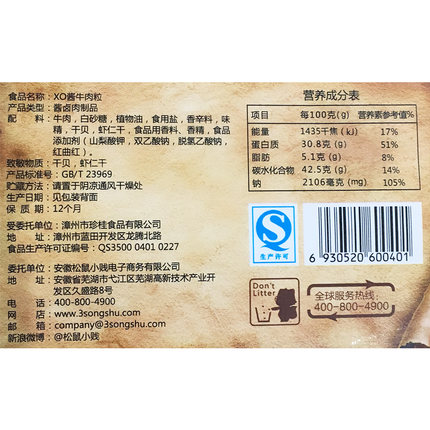 食品名称：XO酱牛肉粒
产品类型：酱卤肉制品
配　　料：牛肉，白砂糖，植物油，食用盐，香辛料，味
精，干贝，虾仁干，食品用香料、香精，食品
添加剂（山梨酸钾，双乙酸钠，脱氢乙酸钠，
红曲红）。
致敏物质：干贝，虾仁干
产品标准号：GB/T 23969
贮藏方法：请置于阴凉通风干燥处
生产日期：见包装背面
保 质 期：12个月
受委托单位：漳州市珍桂食品有限公司
地　　址：漳州市蓝田开发区龙腾北路
生产许可证编号：QS3500 0401 0227
委托单位：安徽松鼠小贱电子商务有限公司
地　　址：安徽省芜湖市弋江区芜湖高新技术产业开
发区久盛路8号
电　　话：400-800-4900
网　　址：www.3songshu.com
邮　　箱：company@3songshu.com
新浪微博：@松鼠小贱
营养成分表
项目 每100克(g) 营养素参考值%
能量 1435千焦(kJ) 17%
蛋白质 30.8克(g) 51%
脂肪 5.1克(g) 8%
碳水化合物 42.5克(g) 14%
钠 2106毫克(mg) 105%
生产许可
6 930520 600401
Don't
Litter
全球服务热线：
400-800-4900